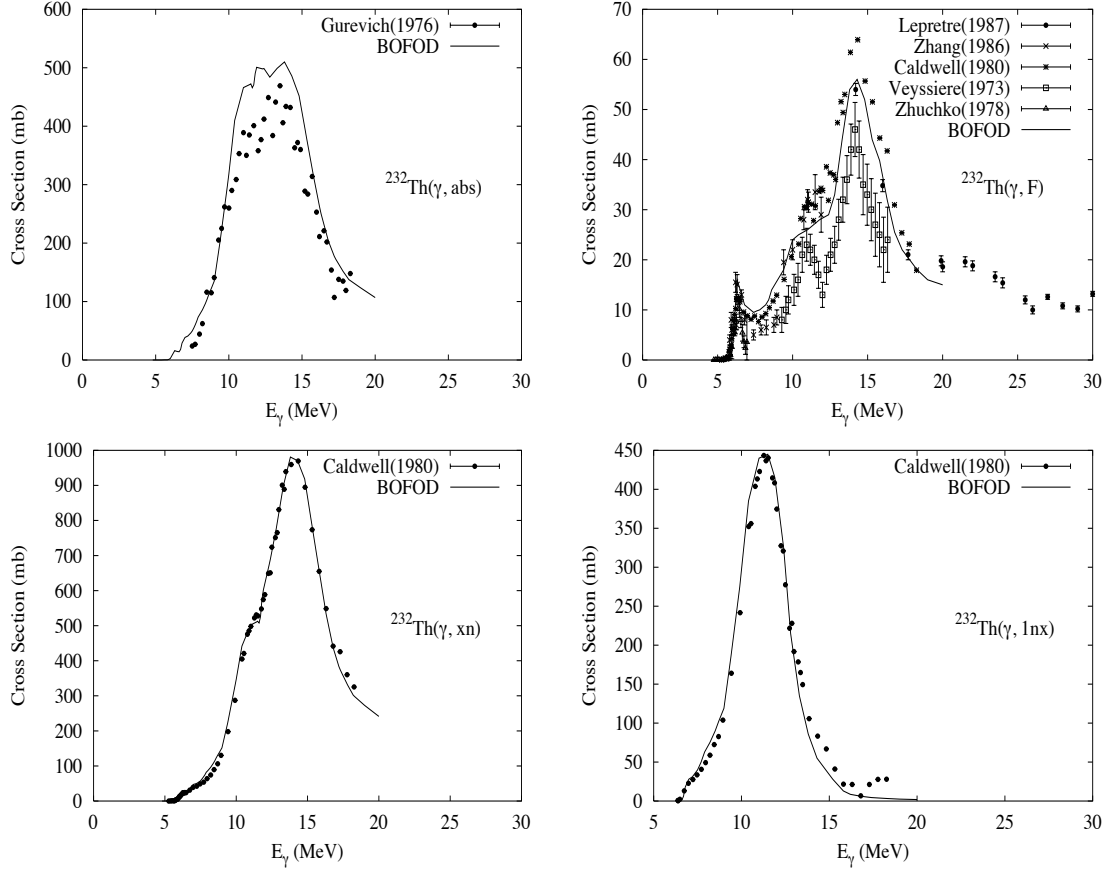 Gurevich(1976)
BOFOD
²³²Th(γ, abs)
Cross Section (mb)
600
500
400
300
200
100
0
0 5 10 15 20 25 30
Eγ (MeV)
Lepretre(1987)
Zhang(1986)
Caldwell(1980)
Veyssiere(1973)
Zhuchko(1978)
BOFOD
²³²Th(γ, F)
Cross Section (mb)
70
60
50
40
30
20
10
0
0 5 10 15 20 25 30
Eγ (MeV)
Caldwell(1980)
BOFOD
²³²Th(γ, xn)
Cross Section (mb)
1000
900
800
700
600
500
400
300
200
100
0
0 5 10 15 20 25 30
Eγ (MeV)
Caldwell(1980)
BOFOD
²³²Th(γ, 1nx)
Cross Section (mb)
450
400
350
300
250
200
150
100
50
0
5 10 15 20 25 30
Eγ (MeV)